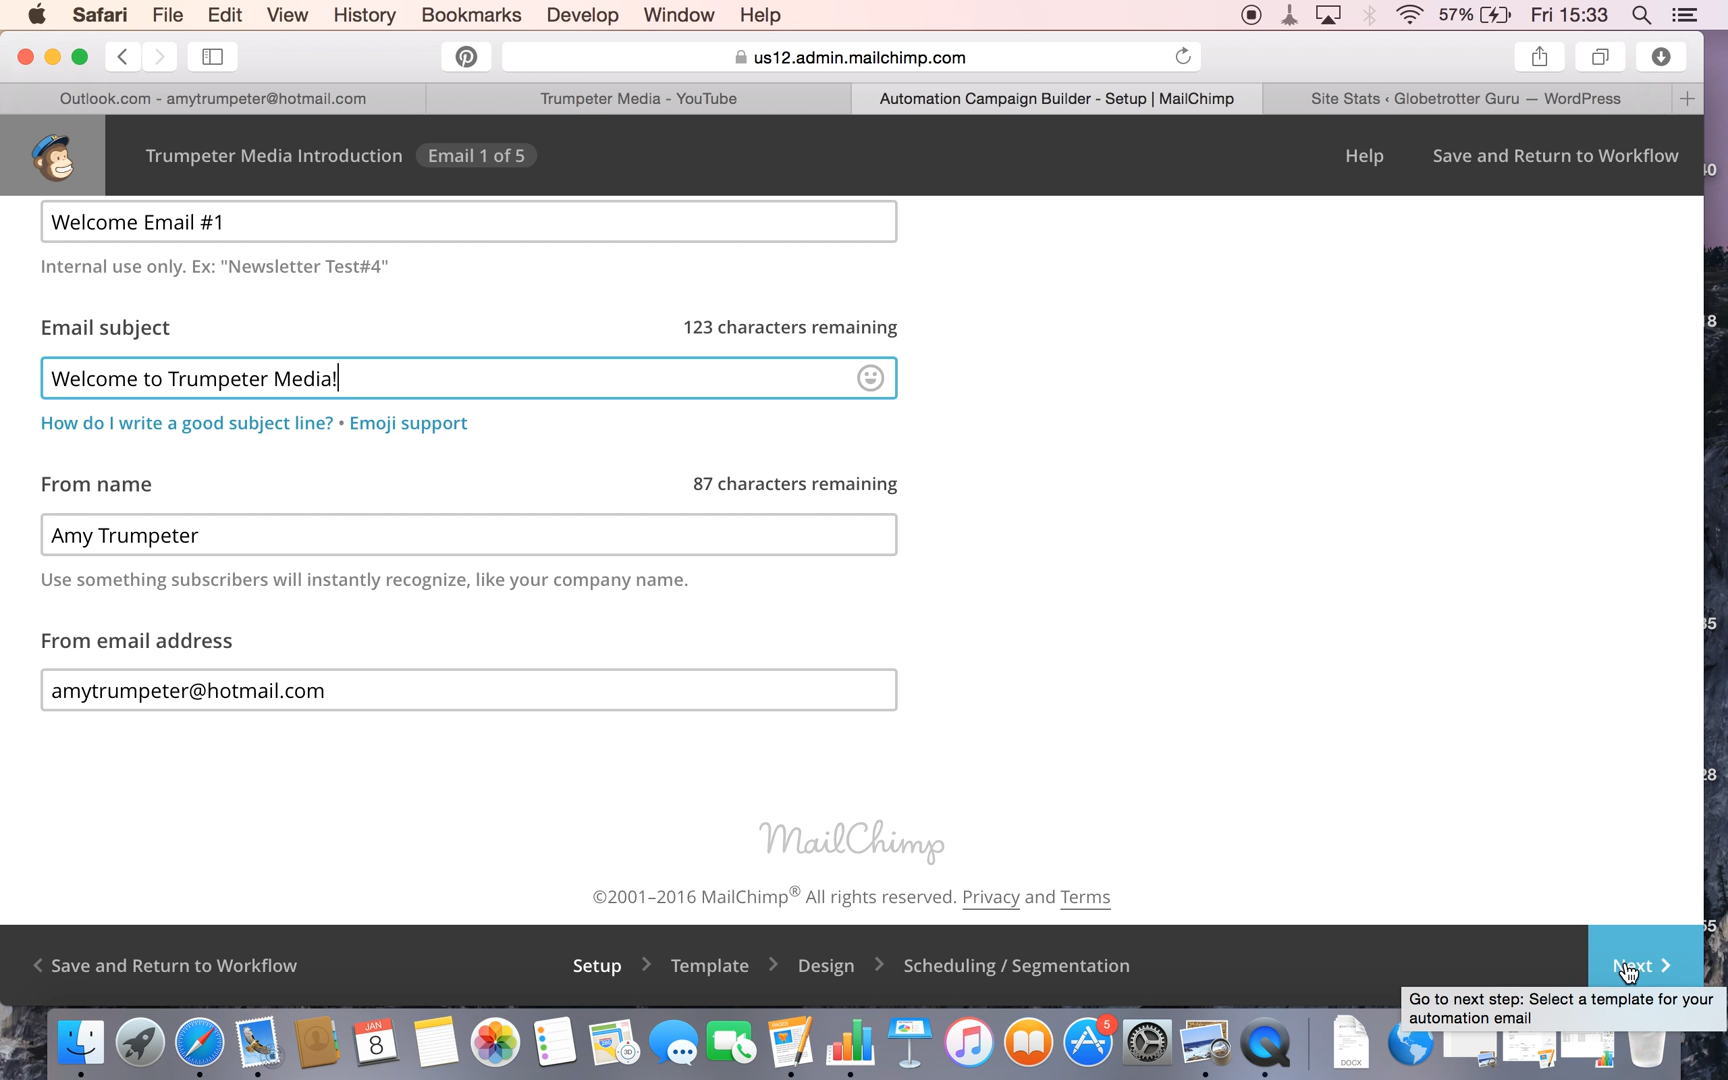 Safari File Edit View History Bookmarks Develop Window Help 57% Fri 15:33
us12.admin.mailchimp.com
Outlook.com - amytrumpeter@hotmail.com Trumpeter Media - YouTube Automation Campaign Builder - Setup | MailChimp Site Stats ‹ Globetrotter Guru — WordPress
Trumpeter Media Introduction Email 1 of 5 Help Save and Return to Workflow
Welcome Email #1
Internal use only. Ex: "Newsletter Test#4"
Email subject 123 characters remaining
Welcome to Trumpeter Media!
How do I write a good subject line? • Emoji support
From name 87 characters remaining
Amy Trumpeter
Use something subscribers will instantly recognize, like your company name.
From email address
amytrumpeter@hotmail.com
MailChimp
©2001–2016 MailChimp® All rights reserved. Privacy and Terms
Save and Return to Workflow Setup Template Design Scheduling / Segmentation Next
Go to next step: Select a template for your
automation email
JAN
8
3D
5
DOCX